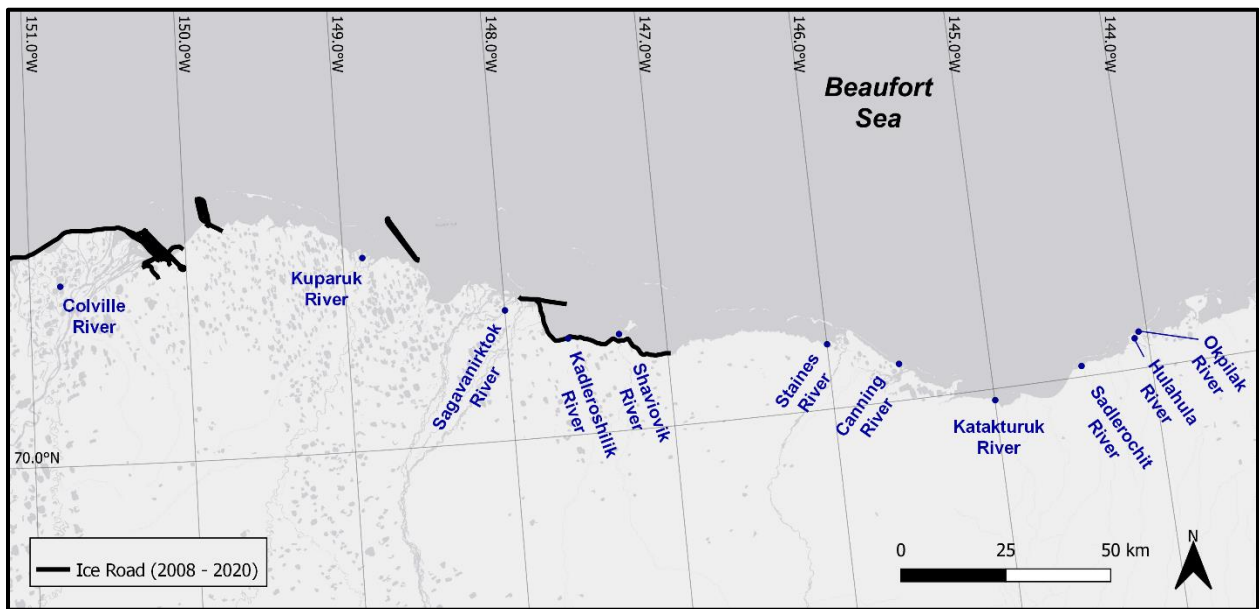 151.0°W
150.0°W
149.0°W
148.0°W
147.0°W
146.0°W
145.0°W
144.0°W
Beaufort
Sea
Colville
River
Kuparuk
River
Sagavanirktok
River
Kadleroshilik
River
Shaviovik
River
Staines
River
Canning
River
Katakturuk
River
Sadlerochit
River
Hulahula
River
Okpilak
River
70.0°N
Ice Road (2008 - 2020)
0 25 50 km
N